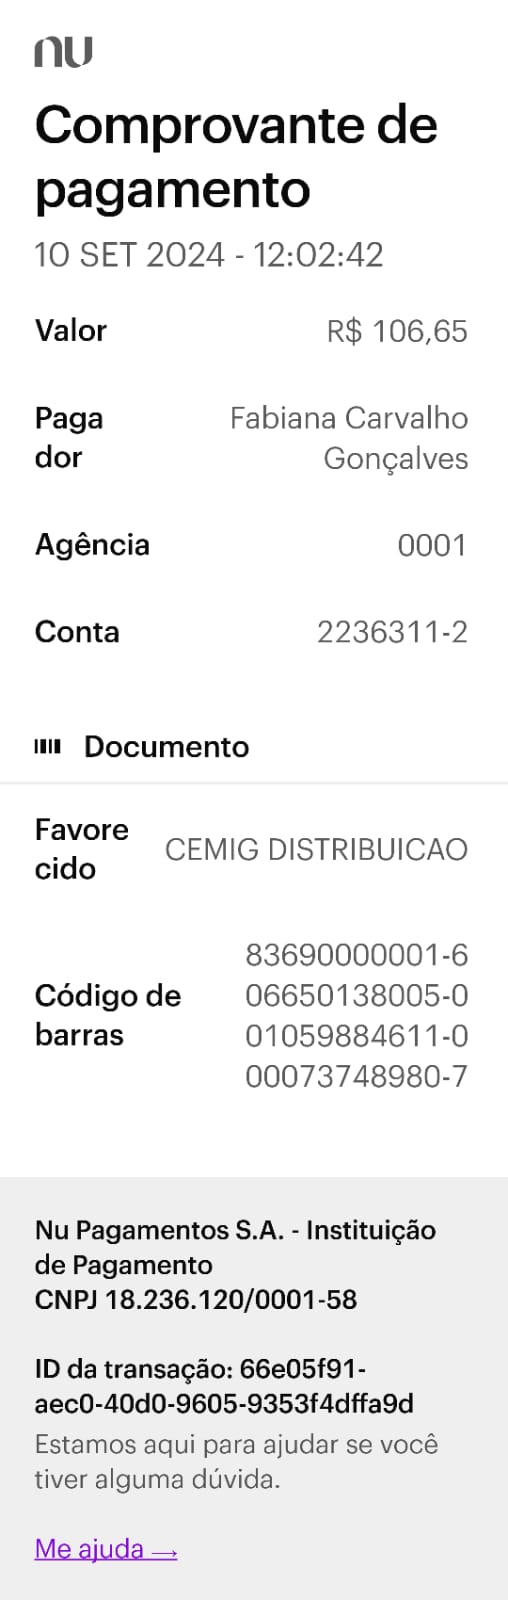 nu
Comprovante de
pagamento
10 SET 2024 - 12:02:42
Valor R$ 106,65
Paga
dor
Fabiana Carvalho
Gonçalves
Agência 0001
Conta 2236311-2
Documento
Favore
cido
CEMIG DISTRIBUICAO
Código de
barras
83690000001-6
06650138005-0
01059884611-0
00073748980-7
Nu Pagamentos S.A. - Instituição
de Pagamento
CNPJ 18.236.120/0001-58
ID da transação: 66e05f91-
aec0-40d0-9605-9353f4dffa9d
Estamos aqui para ajudar se você
tiver alguma dúvida.
Me ajuda →